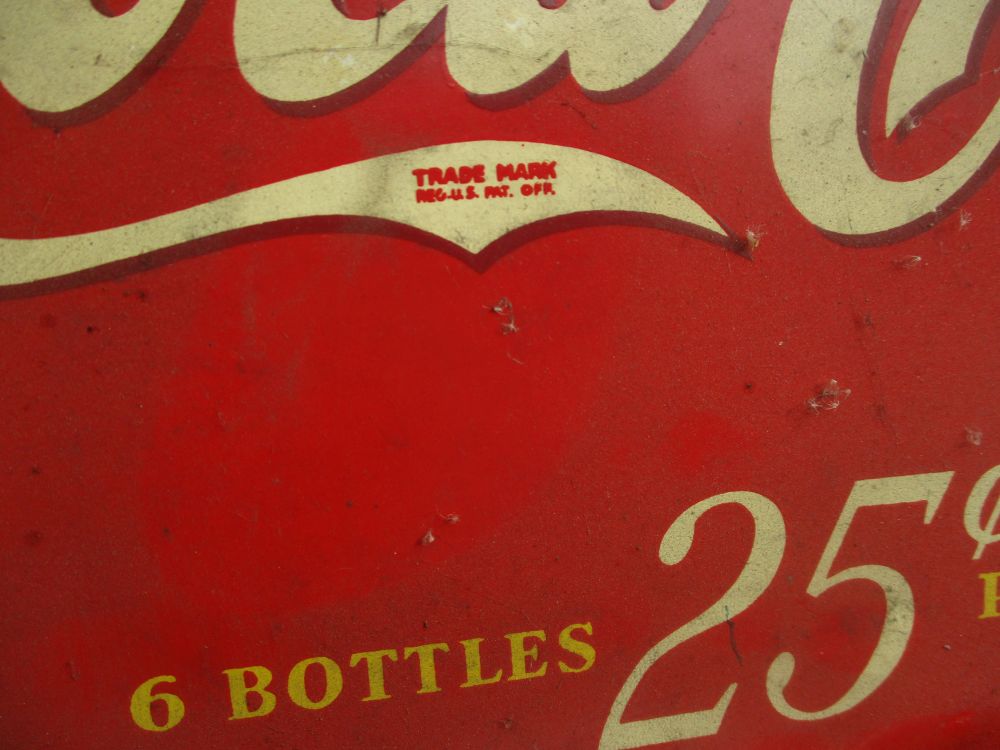 TRADE MARK
REG. U.S. PAT. OFF.
6 BOTTLES 25¢